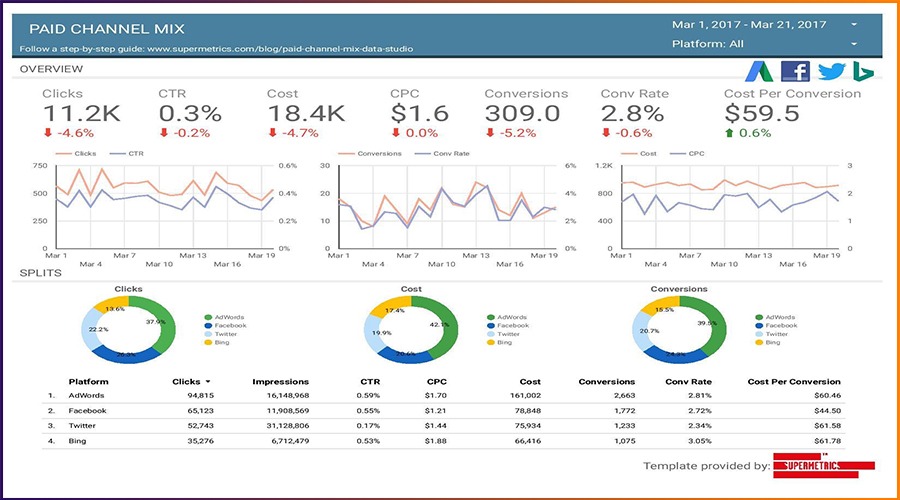 PAID CHANNEL MIX
Mar 1, 2017 - Mar 21, 2017
Follow a step-by-step guide: www.supermetrics.com/blog/paid-channel-mix-data-studio
Platform: All
OVERVIEW
Clicks CTR Cost CPC Conversions Conv Rate Cost Per Conversion
11.2K 0.3% 18.4K $1.6 309.0 2.8% $59.5
-4.6% -0.2% -4.7% 0.0% -5.2% -0.6% 0.6%
Clicks CTR
750 0.6%
500 0.4%
250 0.2%
0 0%
Mar 1 Mar 7 Mar 13 Mar 19
Mar 4 Mar 10 Mar 16
Conversions Conv Rate
30 6%
20 4%
10 2%
0 0%
Mar 1 Mar 7 Mar 13 Mar 19
Mar 4 Mar 10 Mar 16
Cost CPC
1.2K 3
800 2
400 1
0 0
Mar 1 Mar 7 Mar 13 Mar 19
Mar 4 Mar 10 Mar 16
SPLITS
Clicks
13.6%
37.9%
22.2%
26.3%
AdWords
Facebook
Twitter
Bing
Cost
17.4%
42.1%
19.9%
20.6%
AdWords
Facebook
Twitter
Bing
Conversions
15.5%
39.5%
20.7%
24.3%
AdWords
Facebook
Twitter
Bing
Platform Clicks Impressions CTR CPC Cost Conversions Conv Rate Cost Per Conversion
1. AdWords 94,815 16,148,968 0.59% $1.70 161,002 2,663 2.81% $60.46
2. Facebook 65,123 11,908,569 0.55% $1.21 78,848 1,772 2.72% $44.50
3. Twitter 52,743 31,128,806 0.17% $1.44 75,934 1,233 2.34% $61.58
4. Bing 35,276 6,712,479 0.53% $1.88 66,416 1,075 3.05% $61.78
Template provided by: SUPERMETRICS™